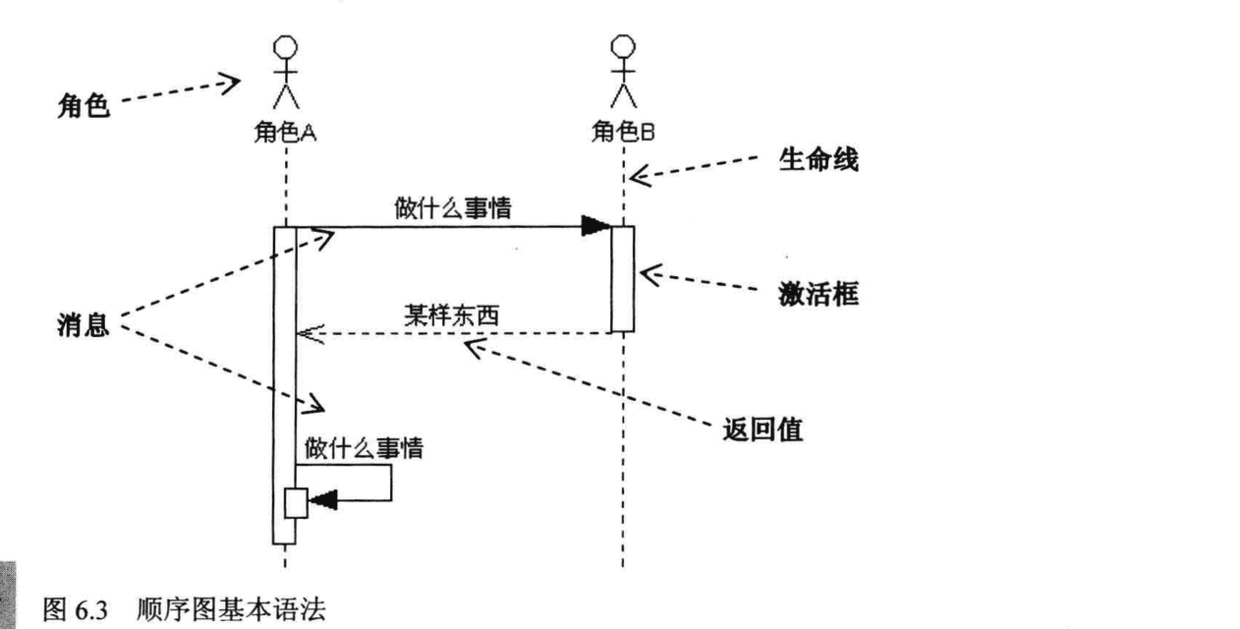 角色
角色A
角色B
生命线
做什么事情
激活框
消息
某样东西
返回值
做什么事情
图 6.3 顺序图基本语法